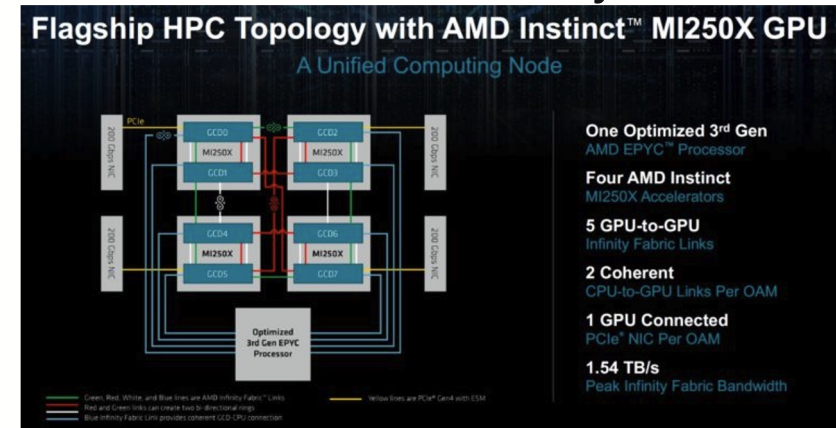 Flagship HPC Topology with AMD Instinct™ MI250X GPU
A Unified Computing Node
PCIe
200 Gbps NIC
GCD0
MI250X
GCD1
GCD2
MI250X
GCD3
200 Gbps NIC
200 Gbps NIC
GCD4
MI250X
GCD5
GCD6
MI250X
GCD7
200 Gbps NIC
Optimized
3rd Gen EPYC
Processor
One Optimized 3rd Gen
AMD EPYC™ Processor
Four AMD Instinct
MI250X Accelerators
5 GPU-to-GPU
Infinity Fabric Links
2 Coherent
CPU-to-GPU Links Per OAM
1 GPU Connected
PCIe® NIC Per OAM
1.54 TB/s
Peak Infinity Fabric Bandwidth
Green, Red, White, and Blue lines are AMD Infinity Fabric™ Links
Red and Green links can create two bi-directional rings
Blue Infinity Fabric Link provides coherent GCD-CPU connection
Yellow lines are PCIe® Gen4 with ESM